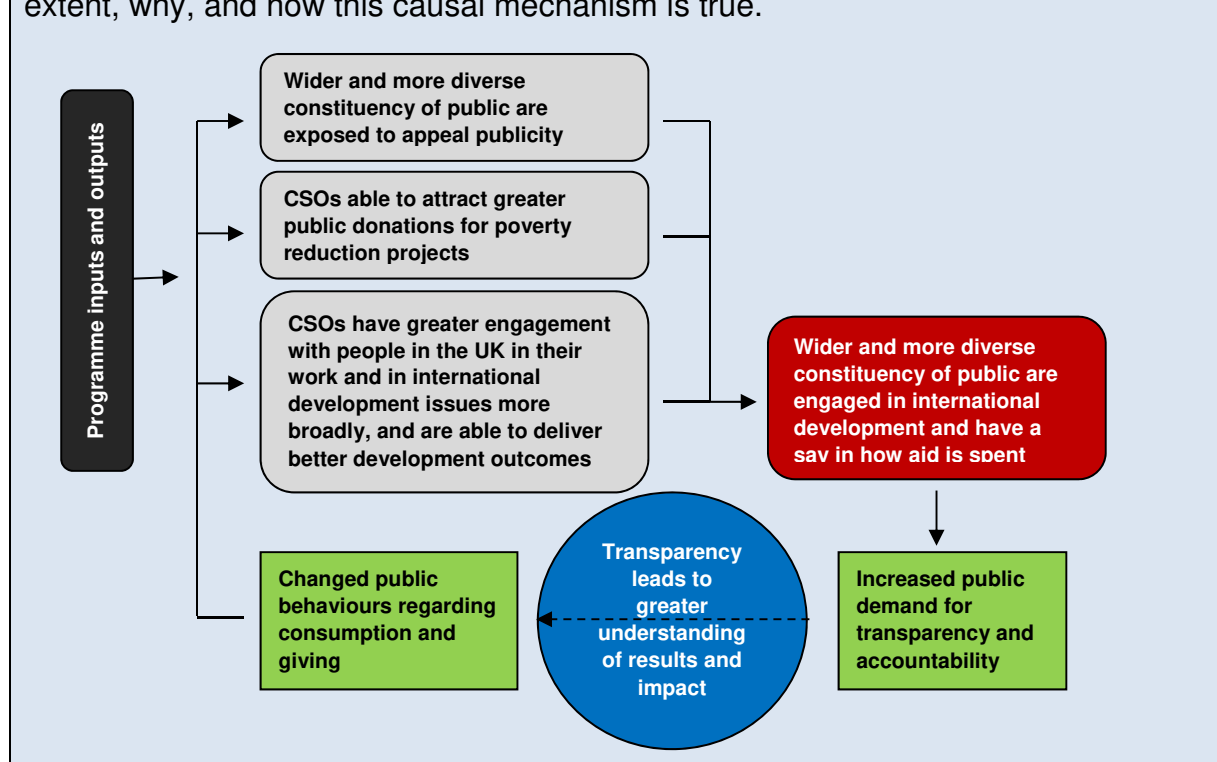 extent, why, and how this causal mechanism is true.
Programme inputs and outputs
Wider and more diverse
constituency of public are
exposed to appeal publicity
CSOs able to attract greater
public donations for poverty
reduction projects
CSOs have greater engagement
with people in the UK in their
work and in international
development issues more
broadly, and are able to deliver
better development outcomes
Wider and more diverse
constituency of public are
engaged in international
development and have a
say in how aid is spent
Changed public
behaviours regarding
consumption and
giving
Transparency
leads to
greater
understanding
of results and
impact
Increased public
demand for
transparency and
accountability